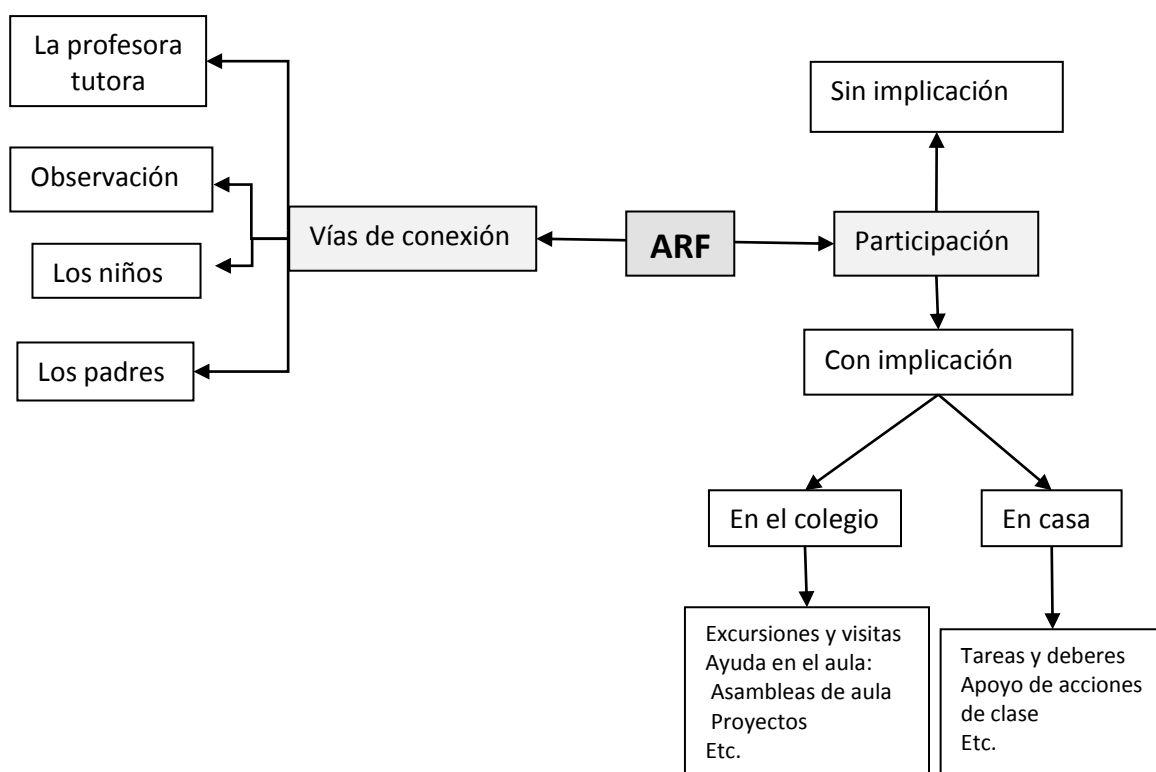 La profesora
tutora
Observación
Los niños
Los padres
Vías de conexión
ARF
Participación
Sin implicación
Con implicación
En el colegio
En casa
Excursiones y visitas
Ayuda en el aula:
Asambleas de aula
Proyectos
Etc.
Tareas y deberes
Apoyo de acciones
de clase
Etc.